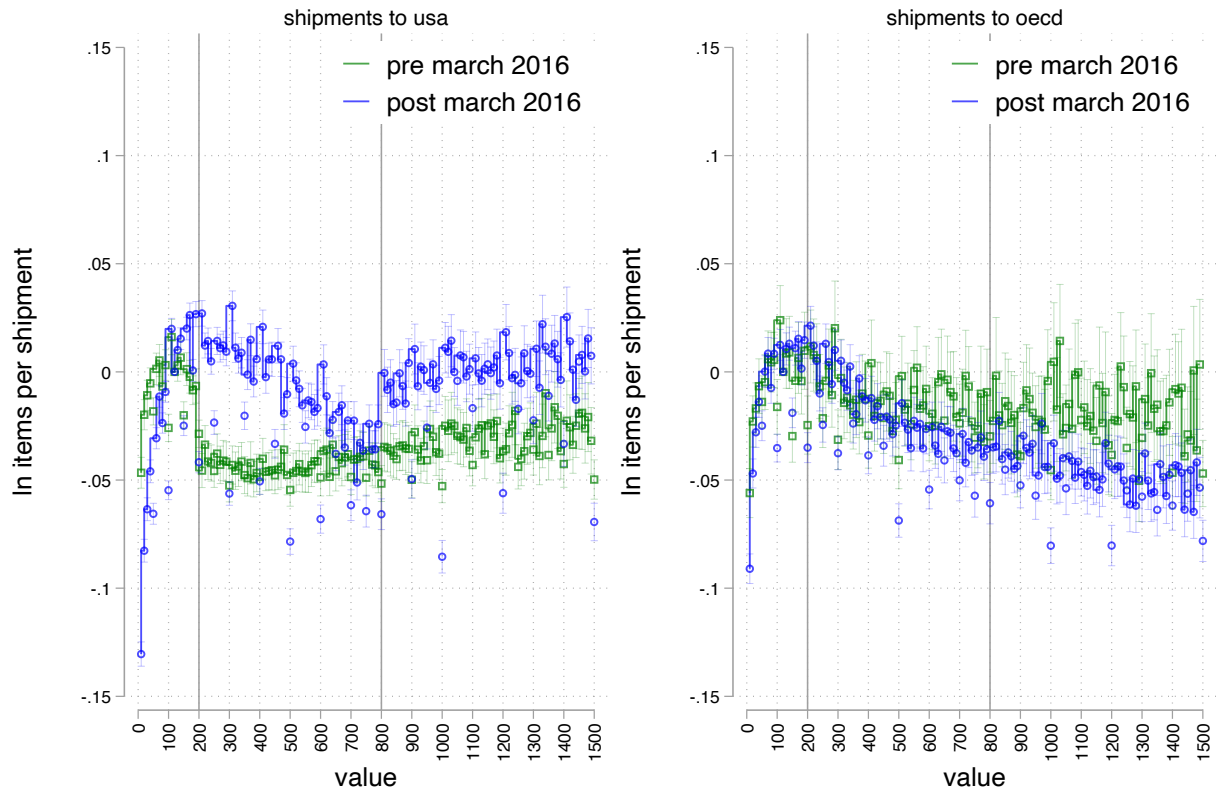 shipments to usa
pre march 2016
post march 2016
ln items per shipment
.15
.1
.05
0
-.05
-.1
-.15
0 100 200 300 400 500 600 700 800 900 1000 1100 1200 1300 1400 1500
value
shipments to oecd
pre march 2016
post march 2016
ln items per shipment
.15
.1
.05
0
-.05
-.1
-.15
0 100 200 300 400 500 600 700 800 900 1000 1100 1200 1300 1400 1500
value